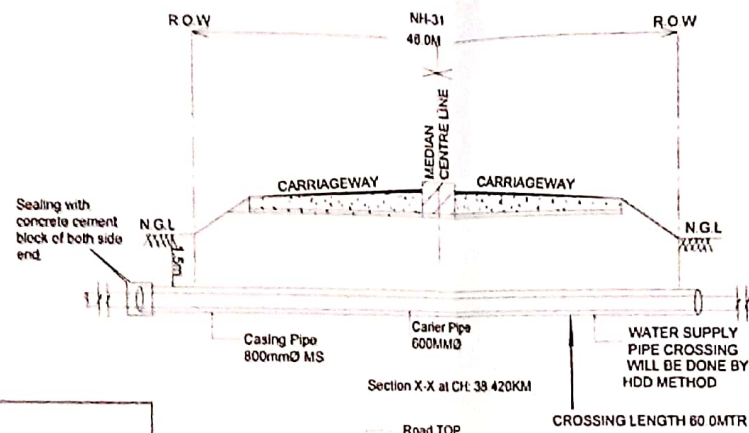 R.O.W
NH-31
R.O.W
46.0M
MEDIAN
CENTRE LINE
CARRIAGEWAY
CARRIAGEWAY
Sealing with
concrete cement
block of both side
end.
N.G.L
N.G.L
1.5m
Casing Pipe
800mmØ MS
Carier Pipe
600MMØ
WATER SUPPLY
PIPE CROSSING
WILL BE DONE BY
HDD METHOD
Section X-X at CH: 38.420KM
CROSSING LENGTH 60.0MTR
Road TOP